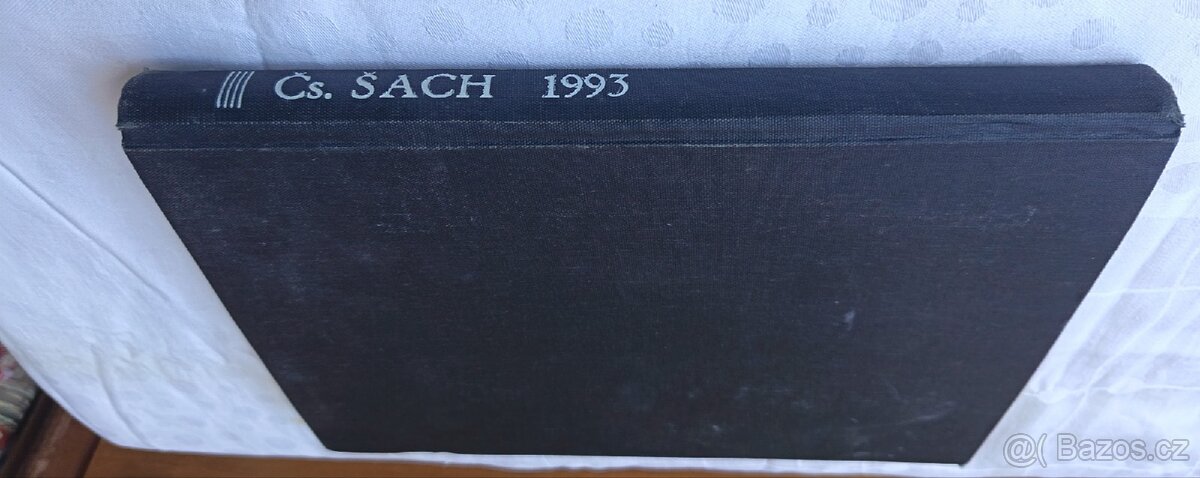 Čs. ŠACH 1993
@( Bazos.cz